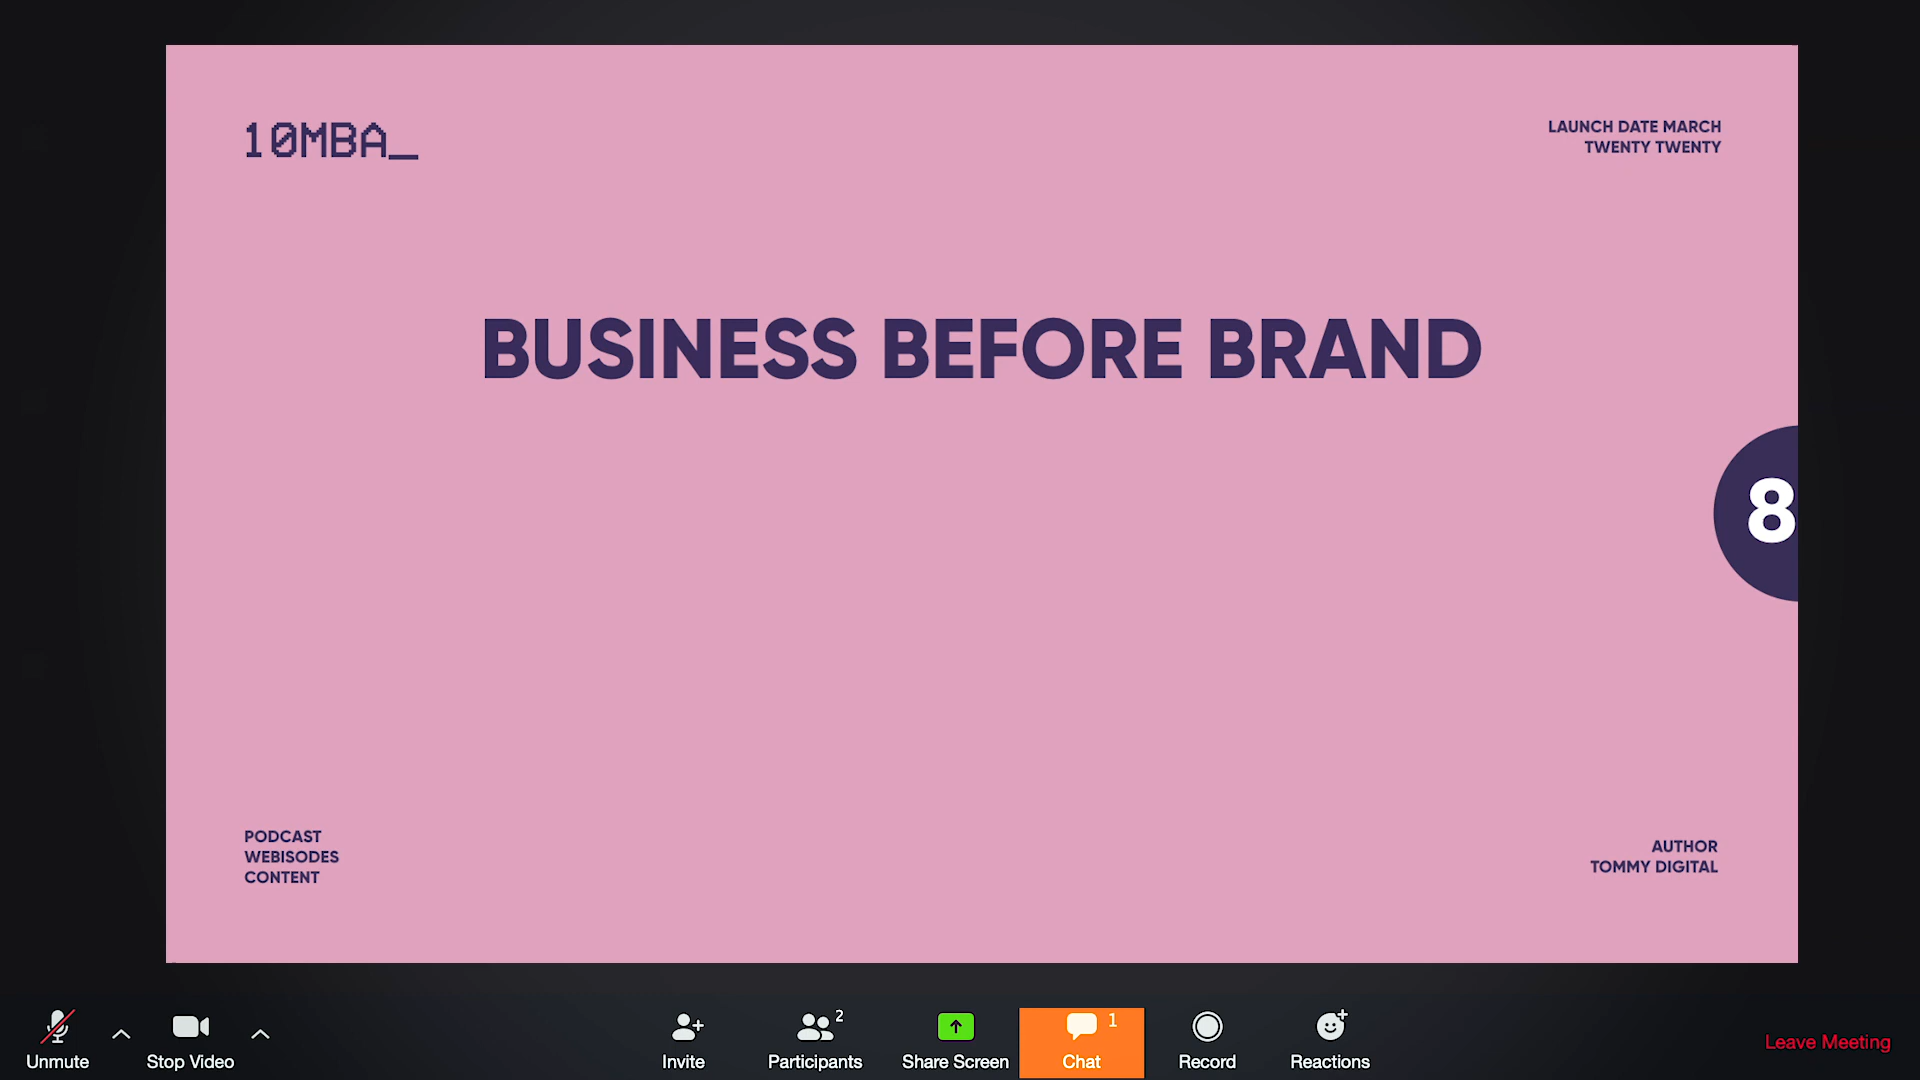 10MBA_
LAUNCH DATE MARCH
TWENTY TWENTY
BUSINESS BEFORE BRAND
8
PODCAST
WEBISODES
CONTENT
AUTHOR
TOMMY DIGITAL
Unmute
Stop Video
Invite
2
Participants
Share Screen
1
Chat
Record
Reactions
Leave Meeting